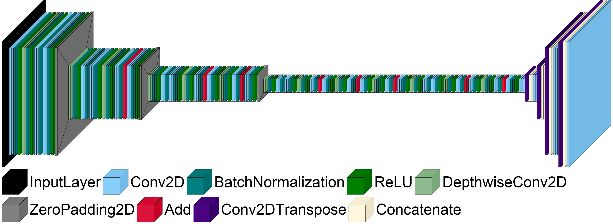 InputLayer Conv2D BatchNormalization ReLU DepthwiseConv2D
ZeroPadding2D Add Conv2DTranspose Concatenate